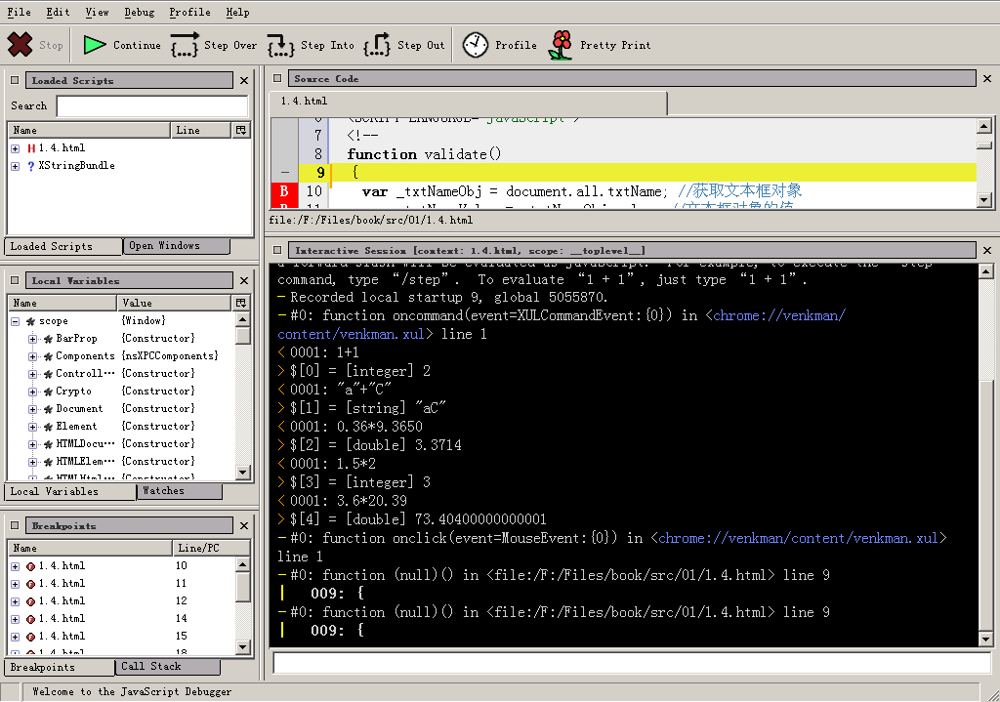 File Edit View Debug Profile Help
Stop Continue Step Over Step Into Step Out Profile Pretty Print
Loaded Scripts
Search
Name Line
H 1.4.html
? XStringBundle
Loaded Scripts Open Windows
Local Variables
Name Value
scope {Window}
BarProp {Constructor}
Components {nsXPCComponents}
Controll... {Constructor}
Crypto {Constructor}
Document {Constructor}
Element {Constructor}
HTMLDocu... {Constructor}
HTMLElem... {Constructor}
HTMLHtml... {Constructor}
Local Variables Watches
Breakpoints
Name Line/PC
1.4.html 10
1.4.html 11
1.4.html 12
1.4.html 14
1.4.html 15
1.4.html 18
Breakpoints Call Stack
Source Code
1.4.html
6 <SCRIPT LANGUAGE="javaScript">
7 <!--
8 function validate()
9 {
B 10 var _txtNameObj = document.all.txtName; //获取文本框对象
file:/F:/Files/book/src/01/1.4.html
Interactive Session [context: 1.4.html, scope: __toplevel__]
a forward slash will be evaluated as JavaScript. For example, to execute the "step"
command, type “/step”. To evaluate “1 + 1”, just type “1 + 1”.
Recorded local startup 9, global 5055870.
#0: function oncommand(event=XULCommandEvent:{0}) in <chrome://venkman/
content/venkman.xul> line 1
< 0001: 1+1
> $[0] = [integer] 2
< 0001: "a"+"C"
> $[1] = [string] "aC"
< 0001: 0.36*9.3650
> $[2] = [double] 3.3714
< 0001: 1.5*2
> $[3] = [integer] 3
< 0001: 3.6*20.39
> $[4] = [double] 73.40400000000001
#0: function onclick(event=MouseEvent:{0}) in <chrome://venkman/content/venkman.xul>
line 1
#0: function (null)() in <file:/F:/Files/book/src/01/1.4.html> line 9
009: {
#0: function (null)() in <file:/F:/Files/book/src/01/1.4.html> line 9
009: {
Welcome to the JavaScript Debugger